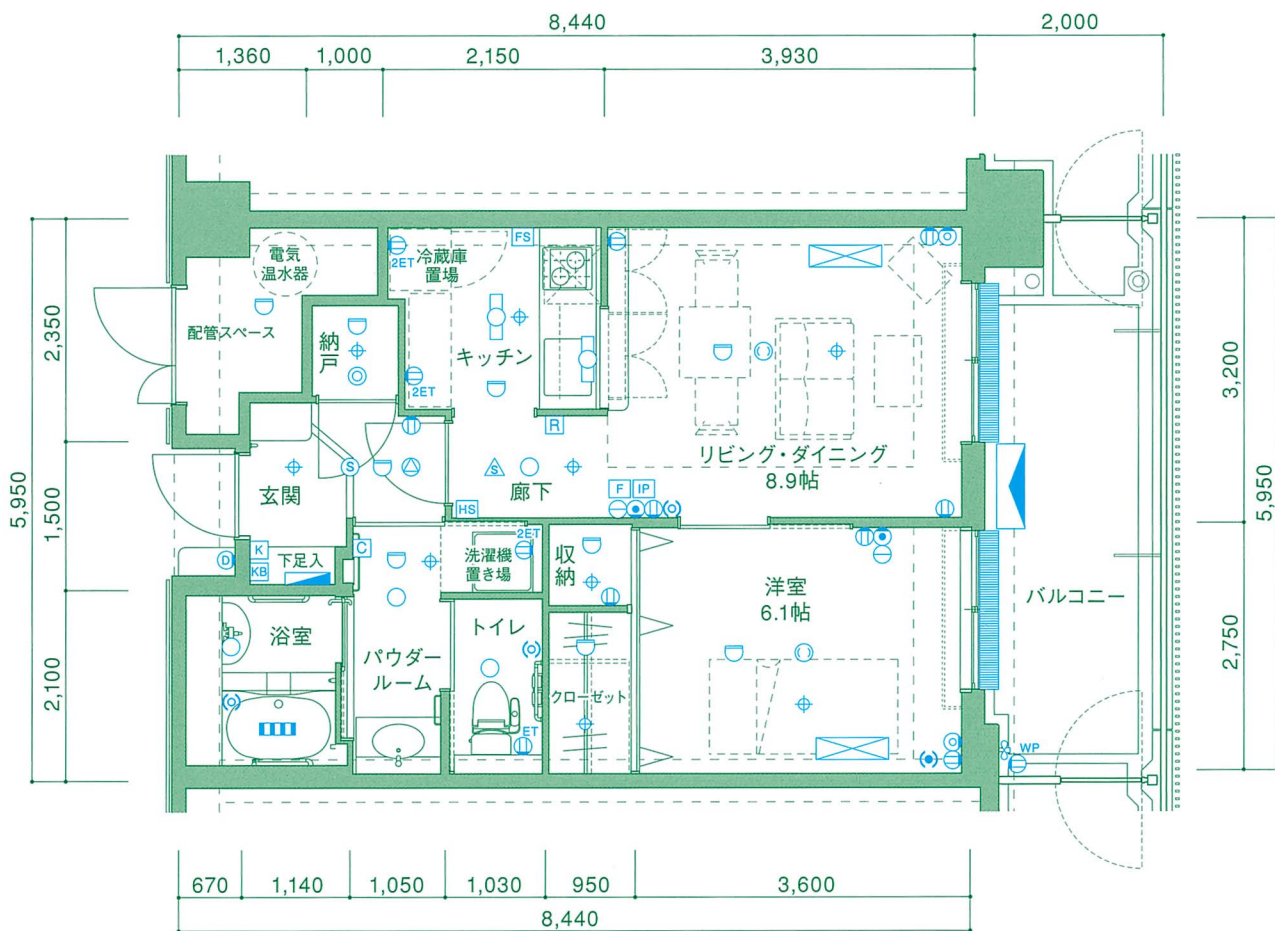 8,440
2,000
1,360
1,000
2,150
3,930
5,950
2,350
1,500
2,100
3,200
2,750
5,950
電気
温水器
配管スペース
納戸
2ET
冷蔵庫
置場
FS
キッチン
2ET
R
リビング・ダイニング
8.9帖
S
S
玄関
廊下
HS
F
IP
K
KB
D
下足入
C
2ET
洗濯機
置き場
収納
洋室
6.1帖
バルコニー
浴室
パウダー
ルーム
トイレ
ET
クローゼット
WP
670
1,140
1,050
1,030
950
3,600
8,440